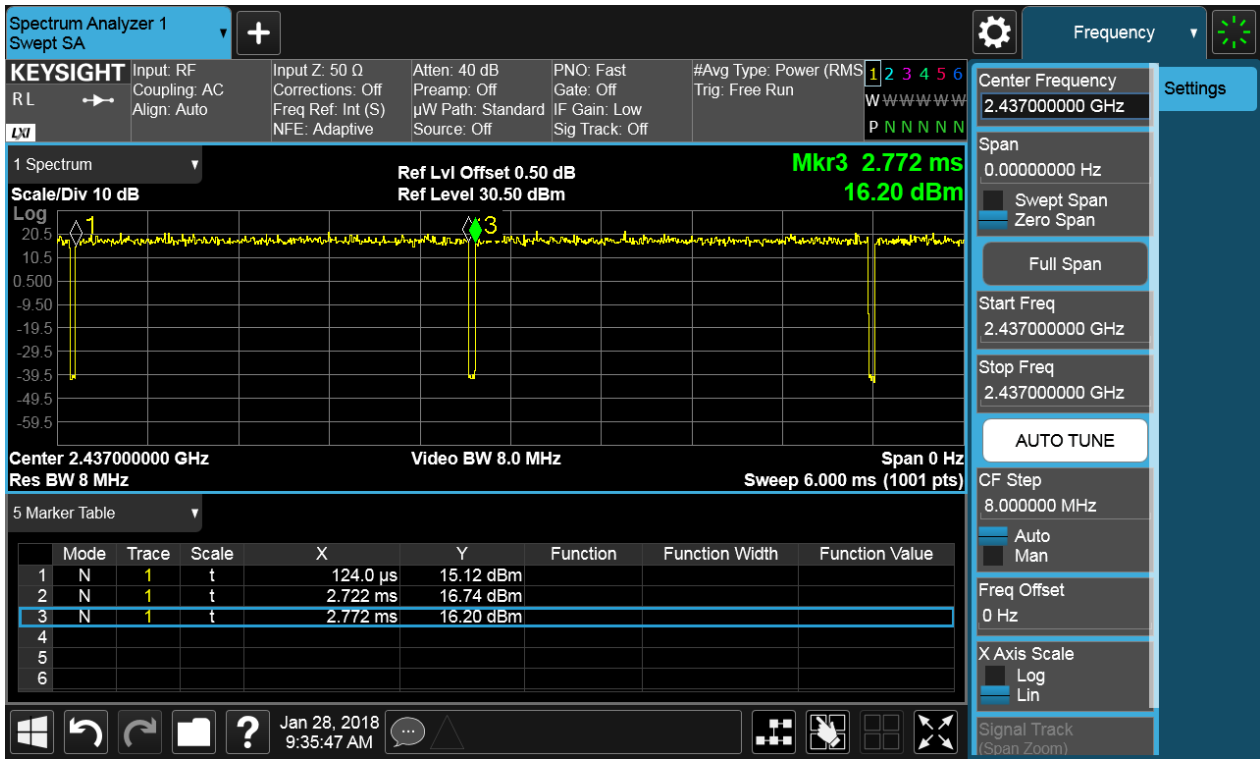 Spectrum Analyzer 1
Swept SA
+
Frequency
KEYSIGHT
R L
LXI
Input: RF
Coupling: AC
Align: Auto
Input Z: 50 Ω
Corrections: Off
Freq Ref: Int (S)
NFE: Adaptive
Atten: 40 dB
Preamp: Off
µW Path: Standard
Source: Off
PNO: Fast
Gate: Off
IF Gain: Low
Sig Track: Off
#Avg Type: Power (RMS
Trig: Free Run
1 2 3 4 5 6
W W W W W W
P N N N N N
1 Spectrum
Scale/Div 10 dB
Log
Ref Lvl Offset 0.50 dB
Ref Level 30.50 dBm
Mkr3 2.772 ms
16.20 dBm
1
3
20.5
10.5
0.500
-9.50
-19.5
-29.5
-39.5
-49.5
-59.5
Center 2.437000000 GHz
Video BW 8.0 MHz
Span 0 Hz
Res BW 8 MHz
Sweep 6.000 ms (1001 pts)
5 Marker Table
Mode Trace Scale X Y Function Function Width Function Value
1 N 1 t 124.0 µs 15.12 dBm
2 N 1 t 2.722 ms 16.74 dBm
3 N 1 t 2.772 ms 16.20 dBm
4
5
6
?
Jan 28, 2018
9:35:47 AM
Center Frequency
2.437000000 GHz
Span
0.00000000 Hz
Swept Span
Zero Span
Full Span
Start Freq
2.437000000 GHz
Stop Freq
2.437000000 GHz
AUTO TUNE
CF Step
8.000000 MHz
Auto
Man
Freq Offset
0 Hz
X Axis Scale
Log
Lin
Signal Track
(Span Zoom)
Settings